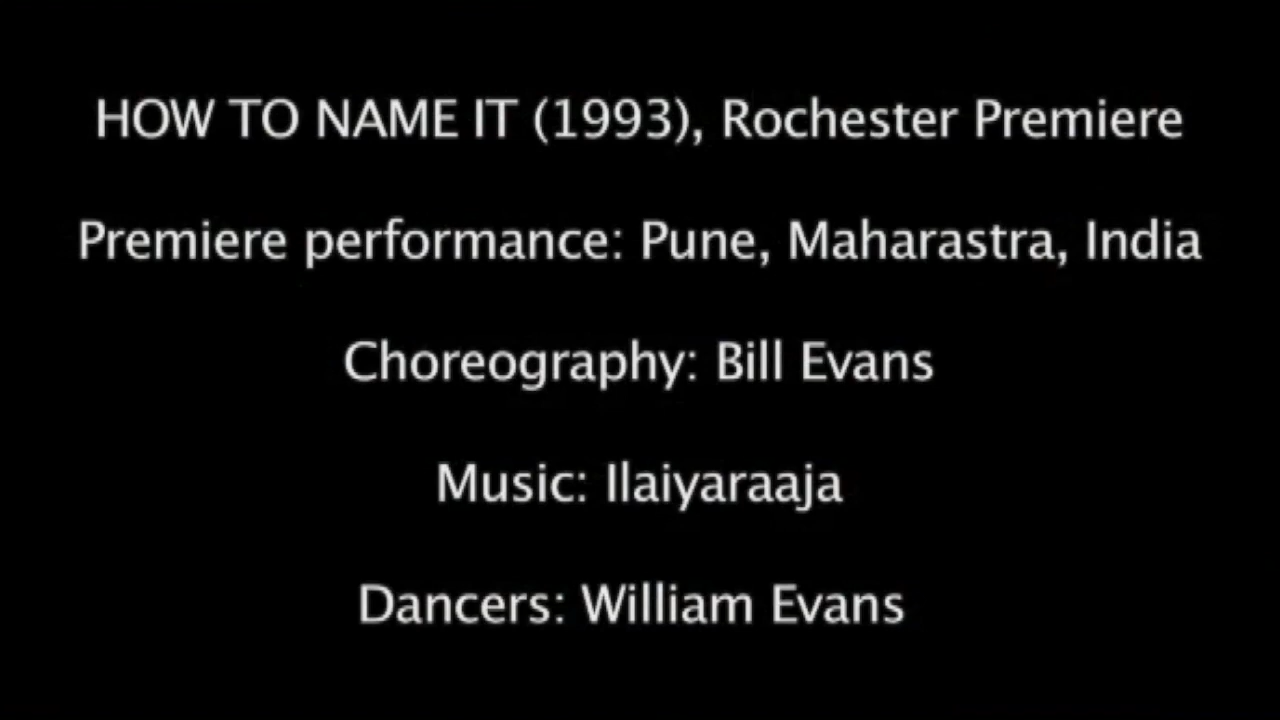 HOW TO NAME IT (1993), Rochester Premiere
Premiere performance: Pune, Maharastra, India
Choreography: Bill Evans
Music: Ilaiyaraaja
Dancers: William Evans